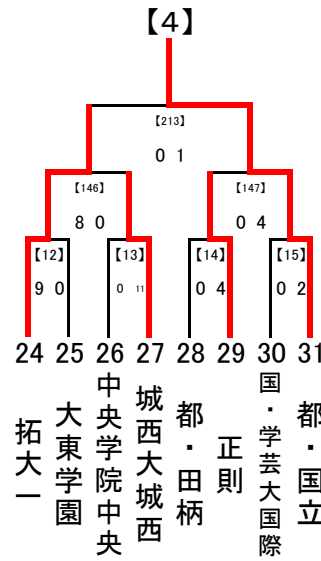 【4】
【213】
0 1
【146】
【147】
8 0
0 4
【12】
【13】
【14】
【15】
9 0
0 11
0 4
0 2
24 25 26 27 28 29 30 31
拓大一
大東学園
中央学院中央
城西大城西
都・田柄
正則
国・学芸大国際
都・国立